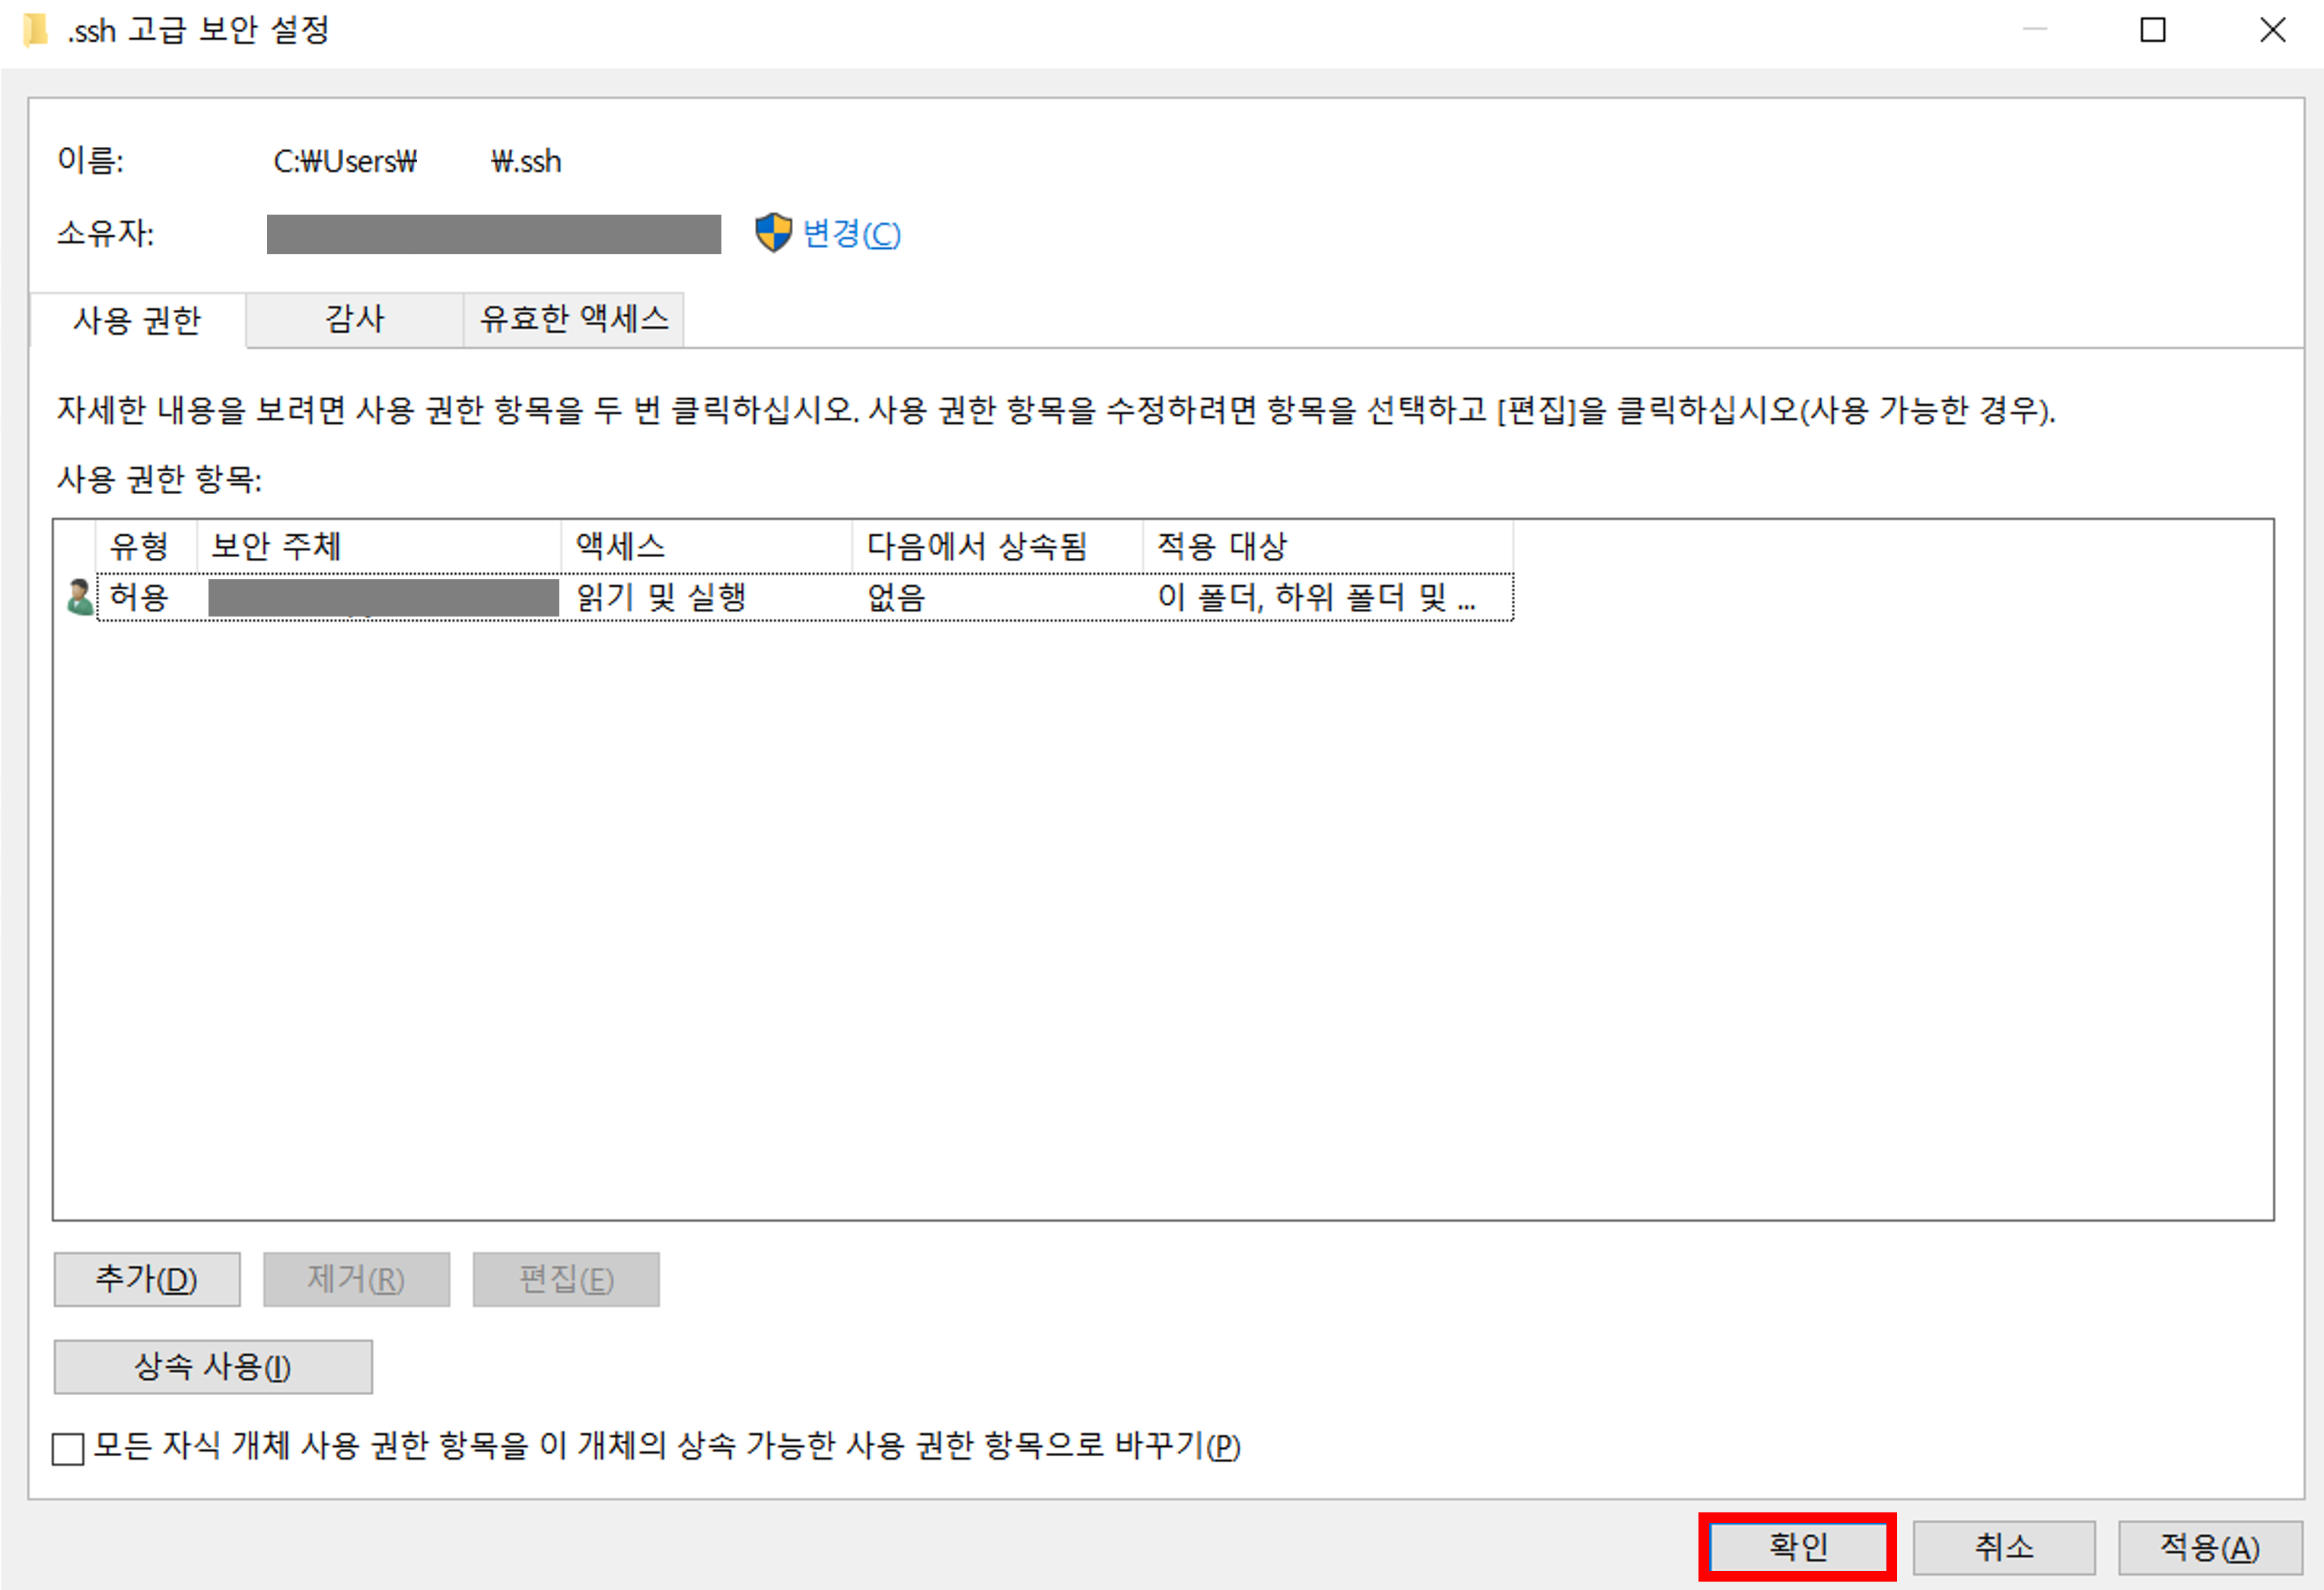 .ssh 고급 보안 설정
이름: C:₩Users₩ ₩.ssh
소유자: 변경(C)
사용 권한 감사 유효한 액세스
자세한 내용을 보려면 사용 권한 항목을 두 번 클릭하십시오. 사용 권한 항목을 수정하려면 항목을 선택하고 [편집]을 클릭하십시오(사용 가능한 경우).
사용 권한 항목:
유형 보안 주체 액세스 다음에서 상속됨 적용 대상
허용 읽기 및 실행 없음 이 폴더, 하위 폴더 및 ...
추가(D) 제거(R) 편집(E)
상속 사용(I)
모든 자식 개체 사용 권한 항목을 이 개체의 상속 가능한 사용 권한 항목으로 바꾸기(P)
확인 취소 적용(A)